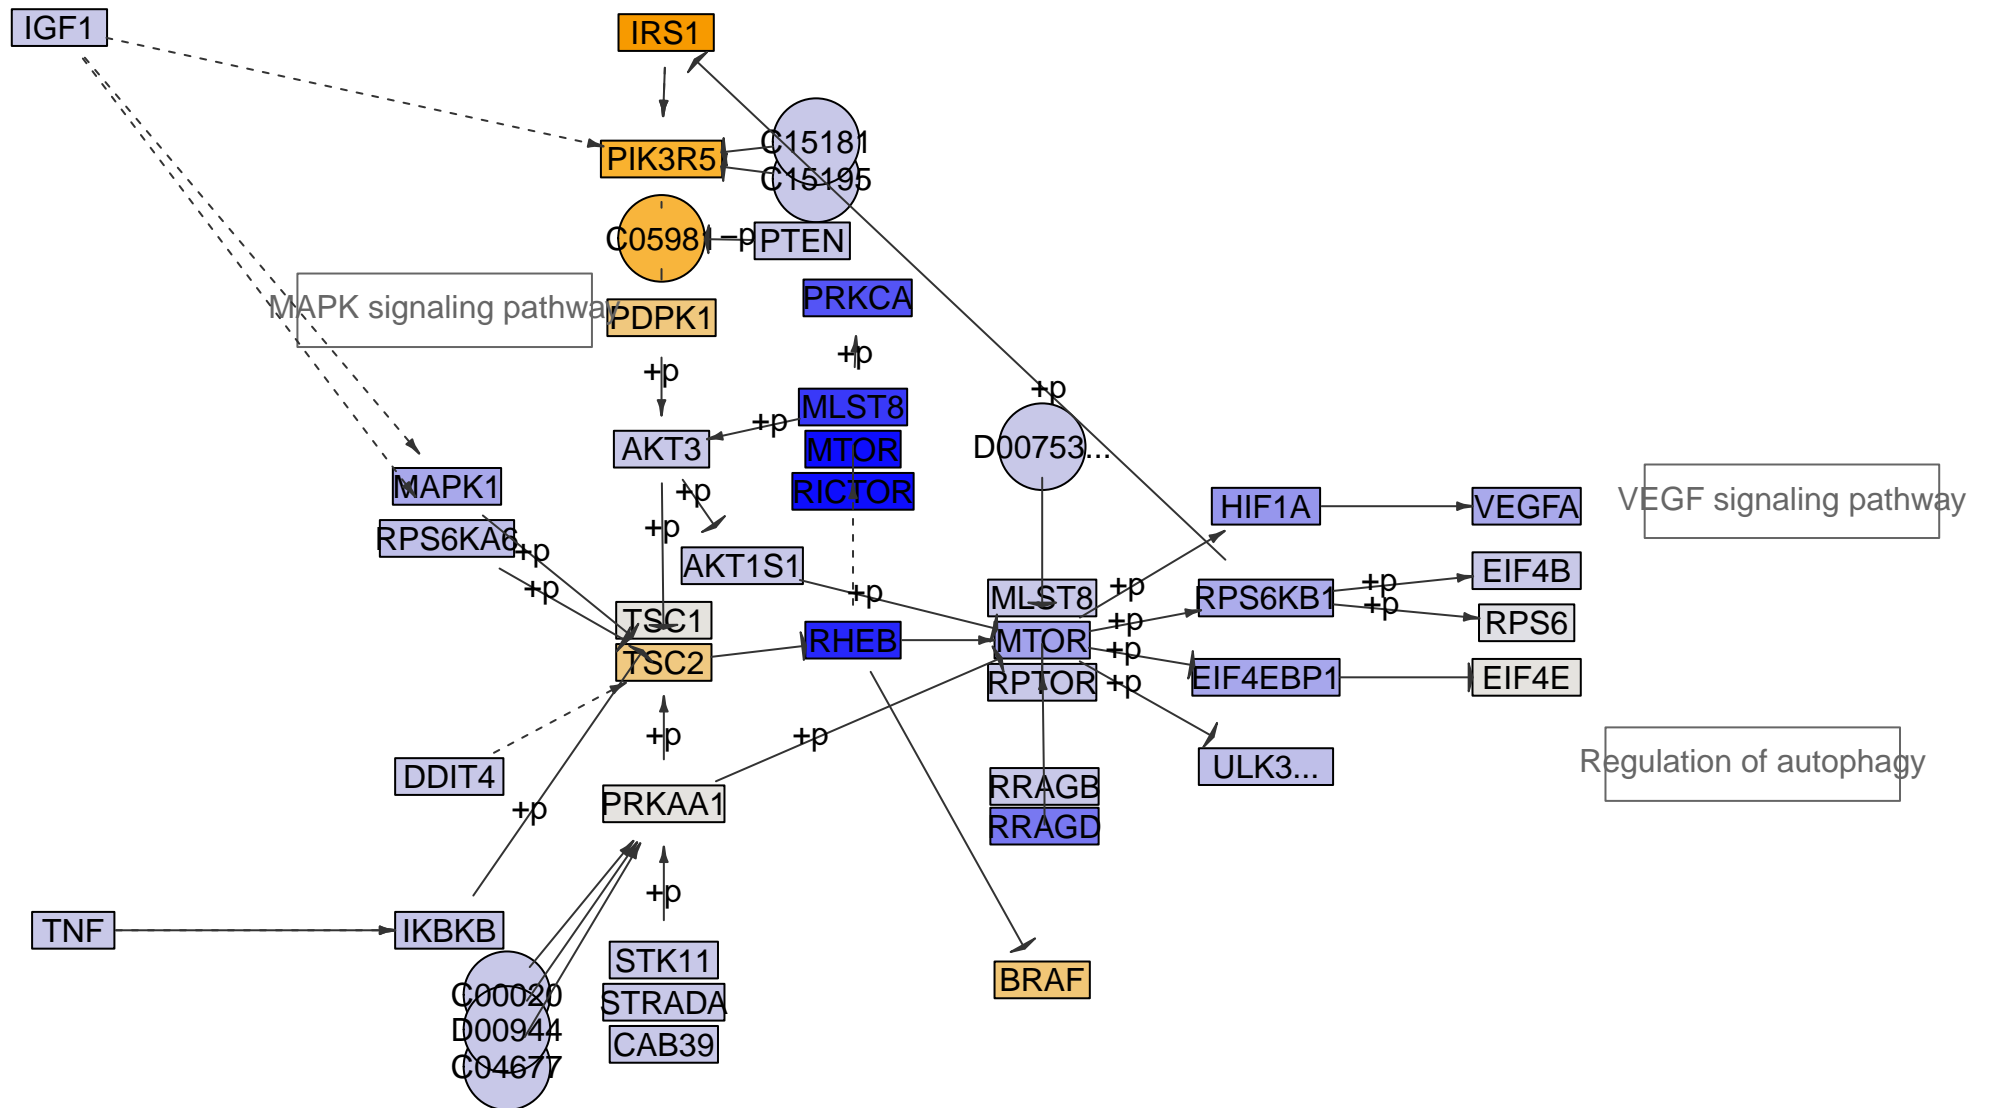 IGF1
IRS1
PIK3R5
C15181
C15195
C0598
--p
PTEN
MAPK signaling pathway
PDPK1
PRKCA
+p
+p
+p
+p
MLST8
AKT3
MTOR
D00753...
RICTOR
MAPK1
+p
HIF1A
VEGFA
VEGF signaling pathway
RPS6KA6
+p
+p
AKT1S1
EIF4B
+p
+p
+p
+p
MLST8
RPS6KB1
+p
TSC1
+p
RPS6
RHEB
MTOR
+p
TSC2
RPTOR
+p
EIF4EBP1
EIF4E
+p
+p
DDIT4
ULK3...
Regulation of autophagy
PRKAA1
RRAGB
+p
RRAGD
+p
TNF
IKBKB
STK11
BRAF
C00020
STRADA
D00944
CAB39
C04677